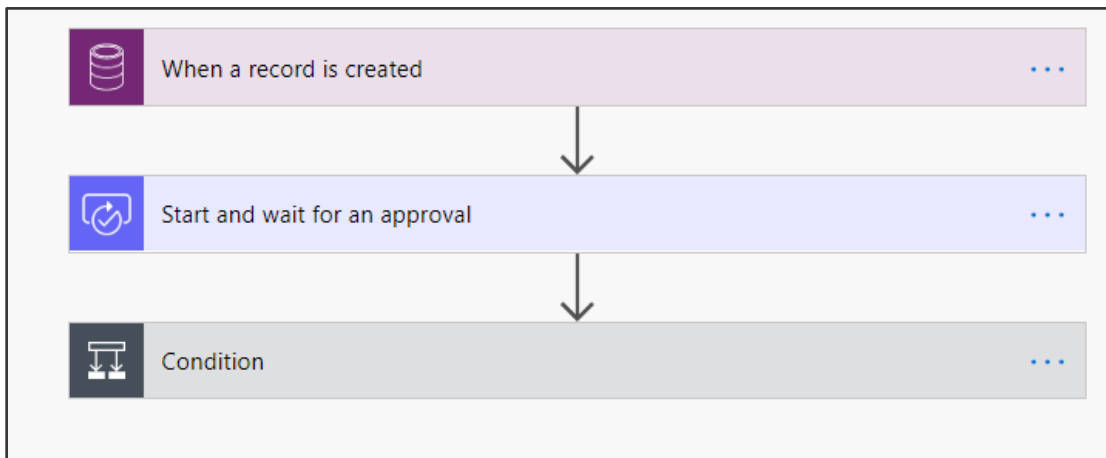 When a record is created
Start and wait for an approval
Condition